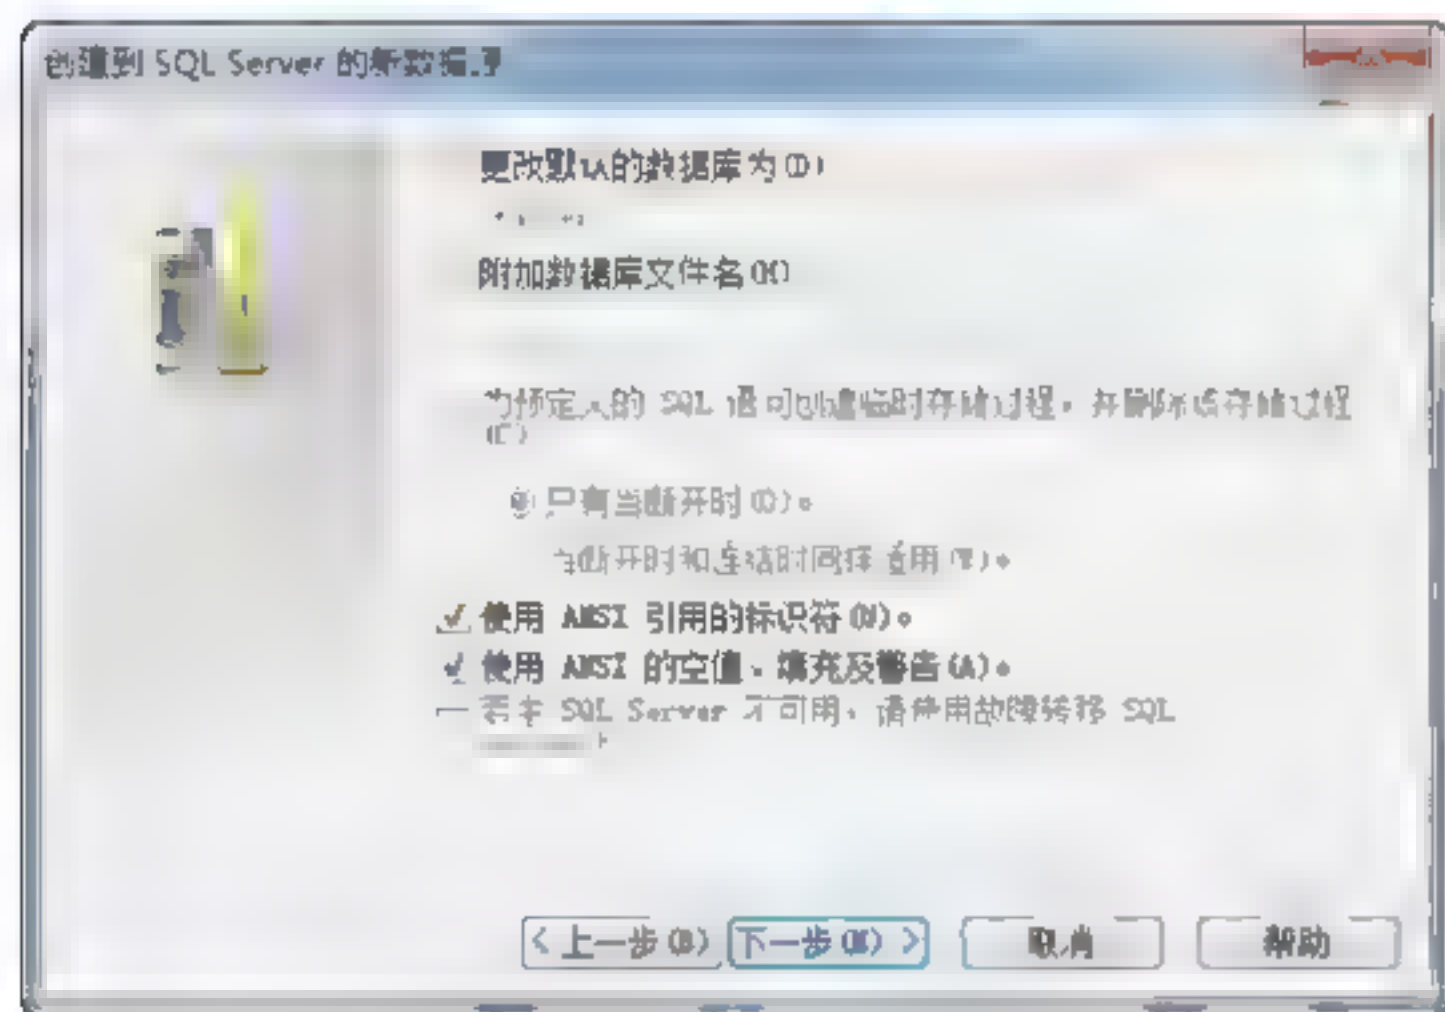 创建到 SQL Server 的新数据源
更改默认的数据库为(D)
附加数据库文件名(H)
为预定义的 SQL 语句创建临时存储过程，并删除该存储过程
(C)
只有当断开时(O)。
当断开时和连接时同样适用(W)。
使用 ANSI 引用的标识符(U)。
使用 ANSI 的空值、填充及警告(A)。
若主 SQL Server 不可用，请使用故障转移 SQL
< 上一步(B)
下一步(N) >
取消
帮助